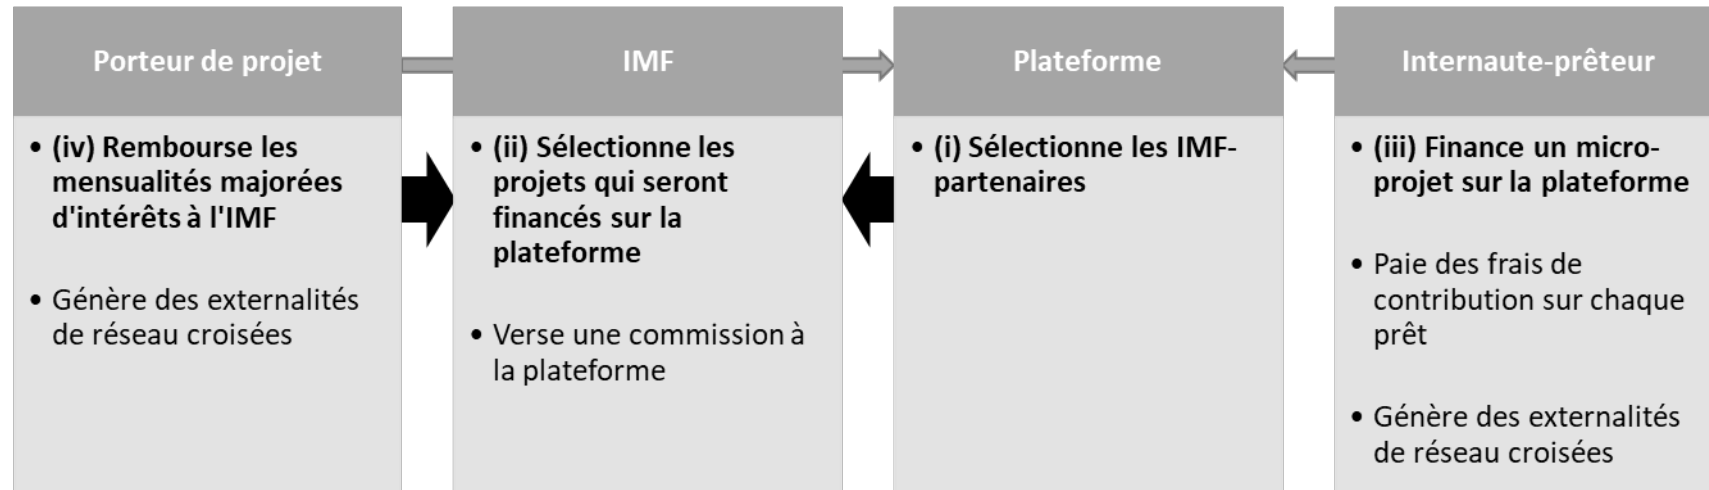 Porteur de projet
• (iv) Rembourse les
mensualités majorées
d'intérêts à l'IMF
• Génère des externalités
de réseau croisées
IMF
• (ii) Sélectionne les
projets qui seront
financés sur la
plateforme
• Verse une commission à
la plateforme
Plateforme
• (i) Sélectionne les IMF-
partenaires
Internaute-prêteur
• (iii) Finance un micro-
projet sur la plateforme
• Paie des frais de
contribution sur chaque
prêt
• Génère des externalités
de réseau croisées